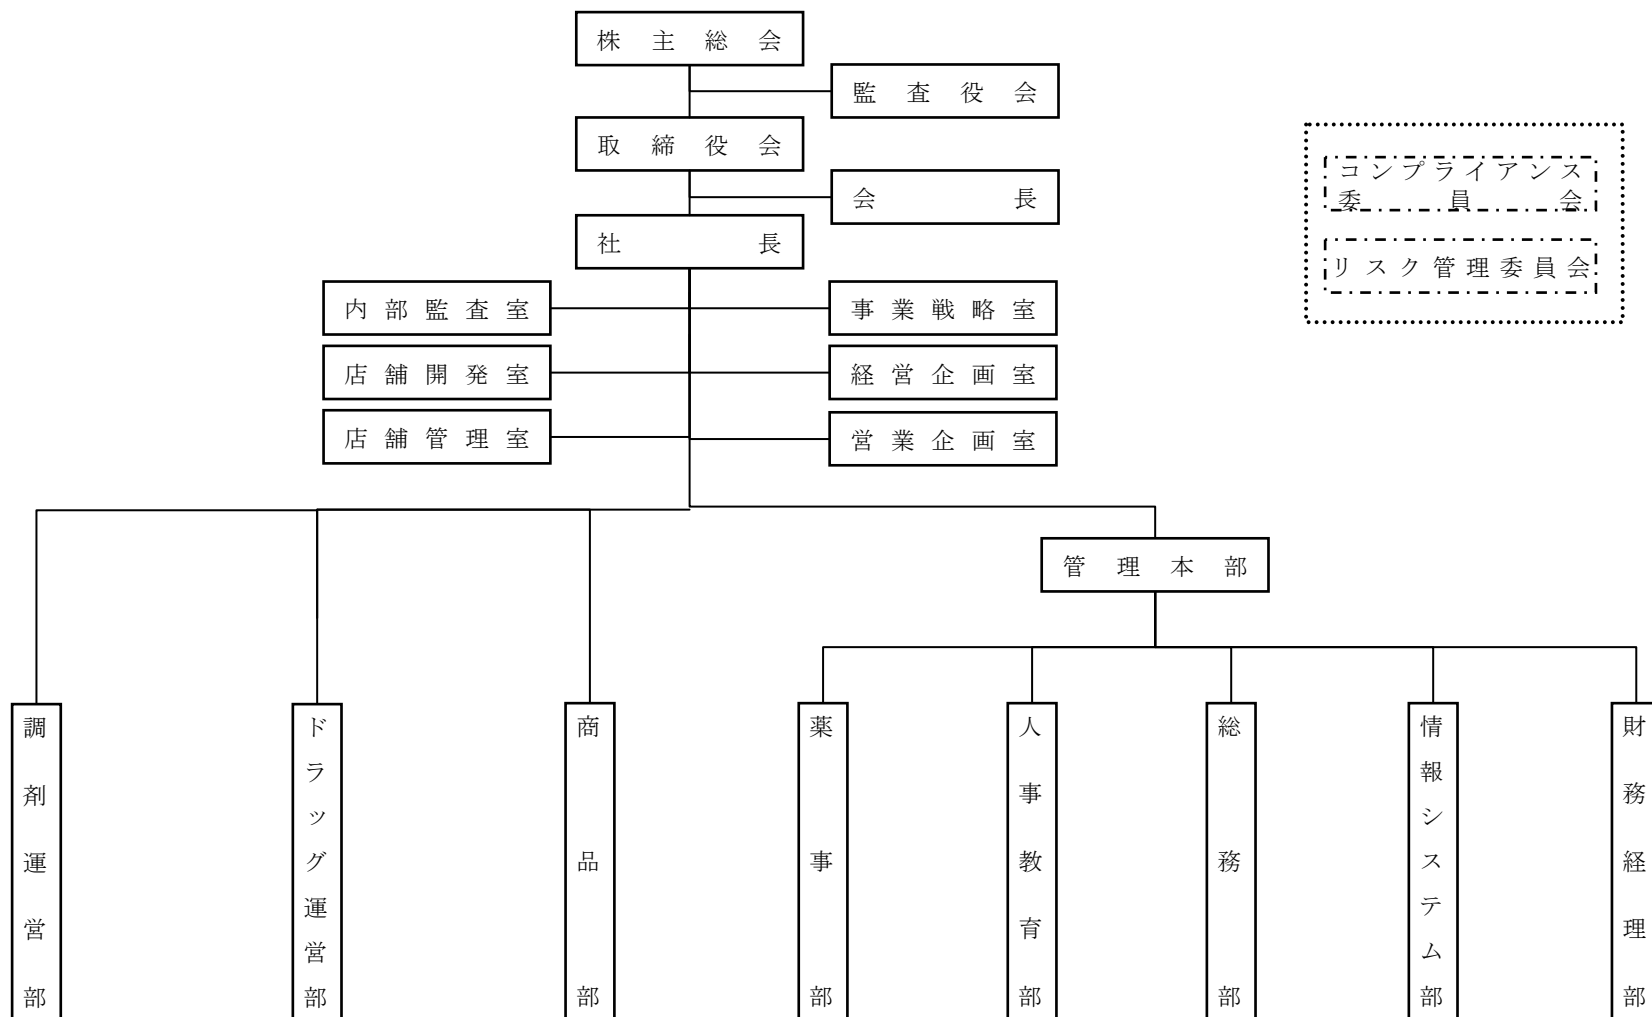 株主総会
監査役会
取締役会
会長
社長
コンプライアンス
委員会
リスク管理委員会
内部監査室
事業戦略室
店舗開発室
経営企画室
店舗管理室
営業企画室
管理本部
調剤運営部
ドラッグ運営部
商品部
薬事部
人事教育部
総務部
情報システム部
財務経理部